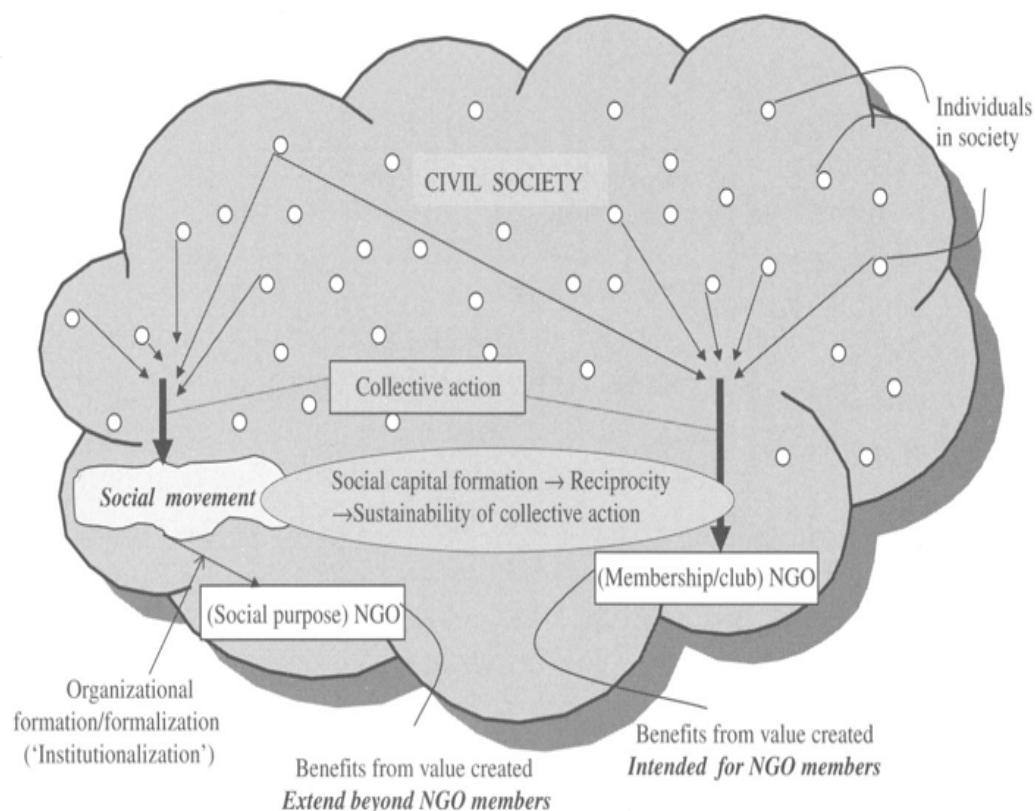 Individuals
in society
CIVIL SOCIETY
Collective action
Social movement
Social capital formation → Reciprocity
→Sustainability of collective action
(Membership/club) NGO
(Social purpose) NGO
Organizational
formation/formalization
(‘Institutionalization’)
Benefits from value created
Extend beyond NGO members
Benefits from value created
Intended for NGO members